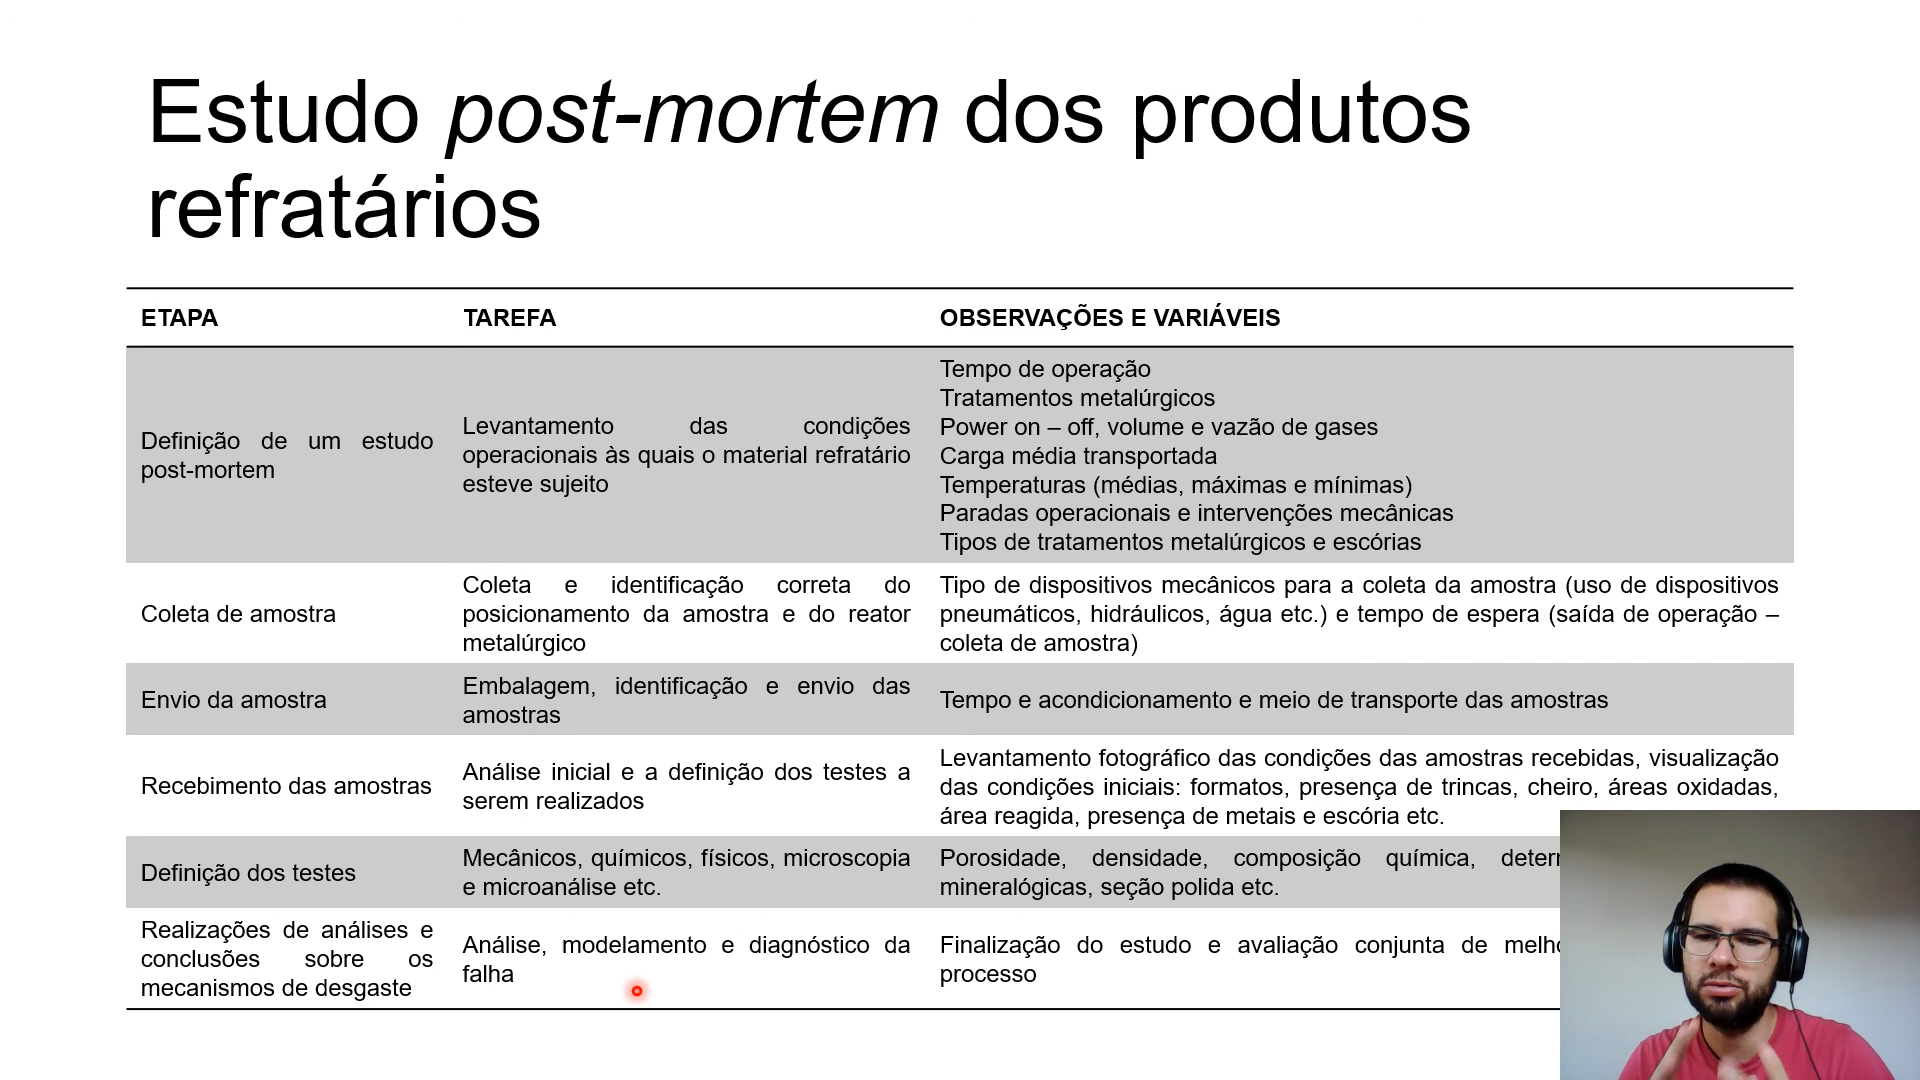 Estudo post-mortem dos produtos
refratários
ETAPA
TAREFA
OBSERVAÇÕES E VARIÁVEIS
Definição de um estudo
post-mortem
Levantamento das condições
operacionais às quais o material refratário
esteve sujeito
Tempo de operação
Tratamentos metalúrgicos
Power on – off, volume e vazão de gases
Carga média transportada
Temperaturas (médias, máximas e mínimas)
Paradas operacionais e intervenções mecânicas
Tipos de tratamentos metalúrgicos e escórias
Coleta de amostra
Coleta e identificação correta do
posicionamento da amostra e do reator
metalúrgico
Tipo de dispositivos mecânicos para a coleta da amostra (uso de dispositivos
pneumáticos, hidráulicos, água etc.) e tempo de espera (saída de operação –
coleta de amostra)
Envio da amostra
Embalagem, identificação e envio das
amostras
Tempo e acondicionamento e meio de transporte das amostras
Recebimento das amostras
Análise inicial e a definição dos testes a
serem realizados
Levantamento fotográfico das condições das amostras recebidas, visualização
das condições iniciais: formatos, presença de trincas, cheiro, áreas oxidadas,
área reagida, presença de metais e escória etc.
Definição dos testes
Mecânicos, químicos, físicos, microscopia
e microanálise etc.
Porosidade, densidade, composição química,
mineralógicas, seção polida etc.
Realizações de análises e
conclusões sobre os
mecanismos de desgaste
Análise, modelamento e diagnóstico da
falha
Finalização do estudo e avaliação conjunta de
processo